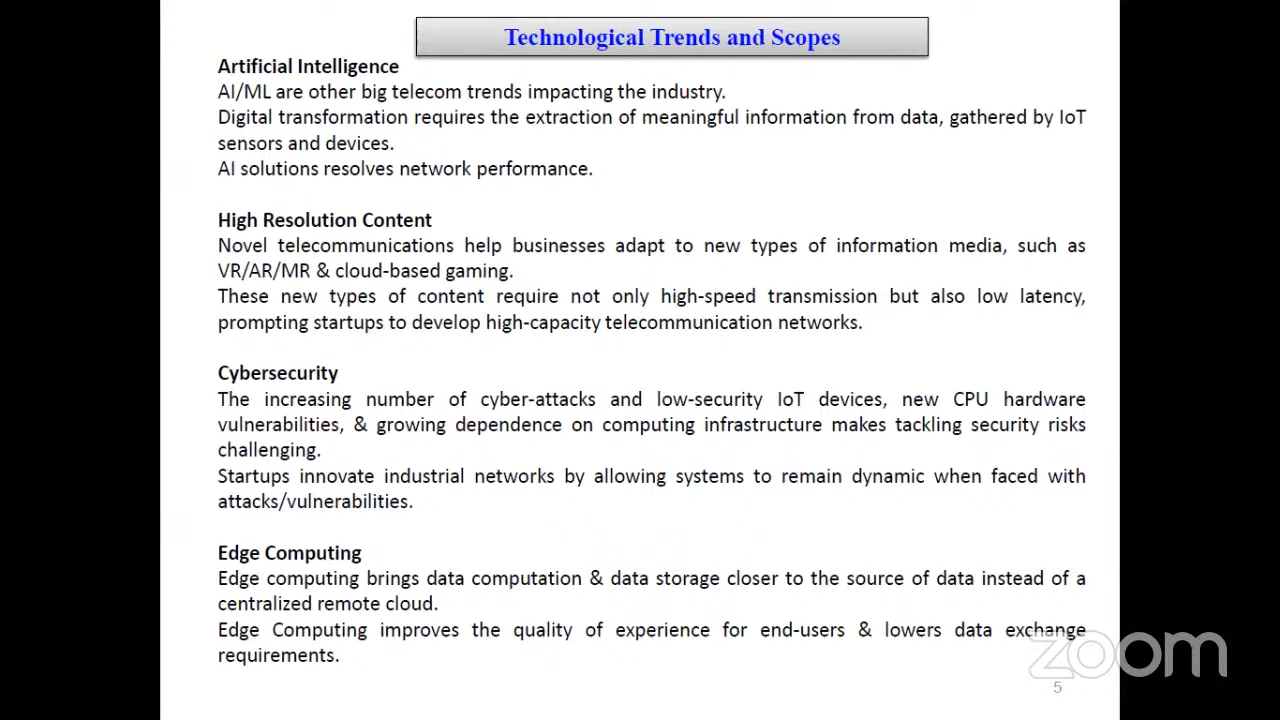 Technological Trends and Scopes
Artificial Intelligence
AI/ML are other big telecom trends impacting the industry.
Digital transformation requires the extraction of meaningful information from data, gathered by IoT
sensors and devices.
AI solutions resolves network performance.
High Resolution Content
Novel telecommunications help businesses adapt to new types of information media, such as
VR/AR/MR & cloud-based gaming.
These new types of content require not only high-speed transmission but also low latency,
prompting startups to develop high-capacity telecommunication networks.
Cybersecurity
The increasing number of cyber-attacks and low-security IoT devices, new CPU hardware
vulnerabilities, & growing dependence on computing infrastructure makes tackling security risks
challenging.
Startups innovate industrial networks by allowing systems to remain dynamic when faced with
attacks/vulnerabilities.
Edge Computing
Edge computing brings data computation & data storage closer to the source of data instead of a
centralized remote cloud.
Edge Computing improves the quality of experience for end-users & lowers data exchange
requirements.
zoom
5